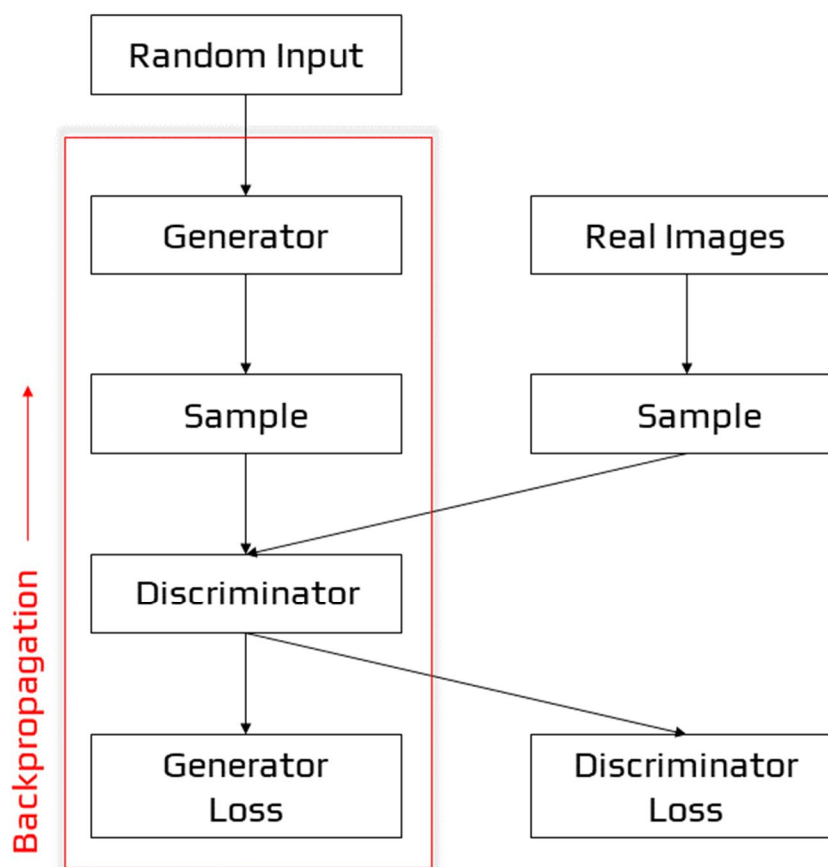 Random Input
Generator
Real Images
Sample
Sample
Discriminator
Generator
Loss
Discriminator
Loss
Backpropagation